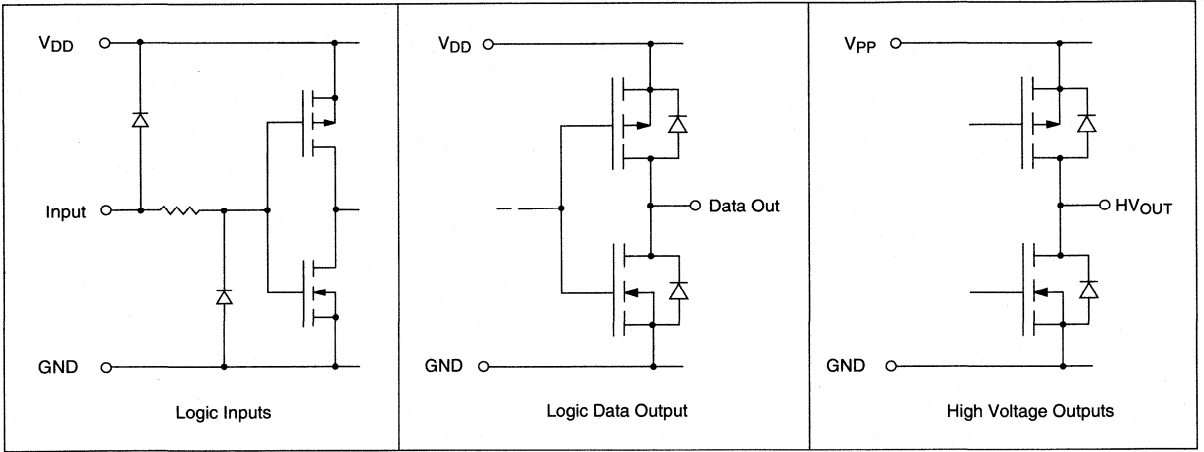 VDD
Input
GND
Logic Inputs
VDD
Data Out
GND
Logic Data Output
VPP
HVOUT
GND
High Voltage Outputs